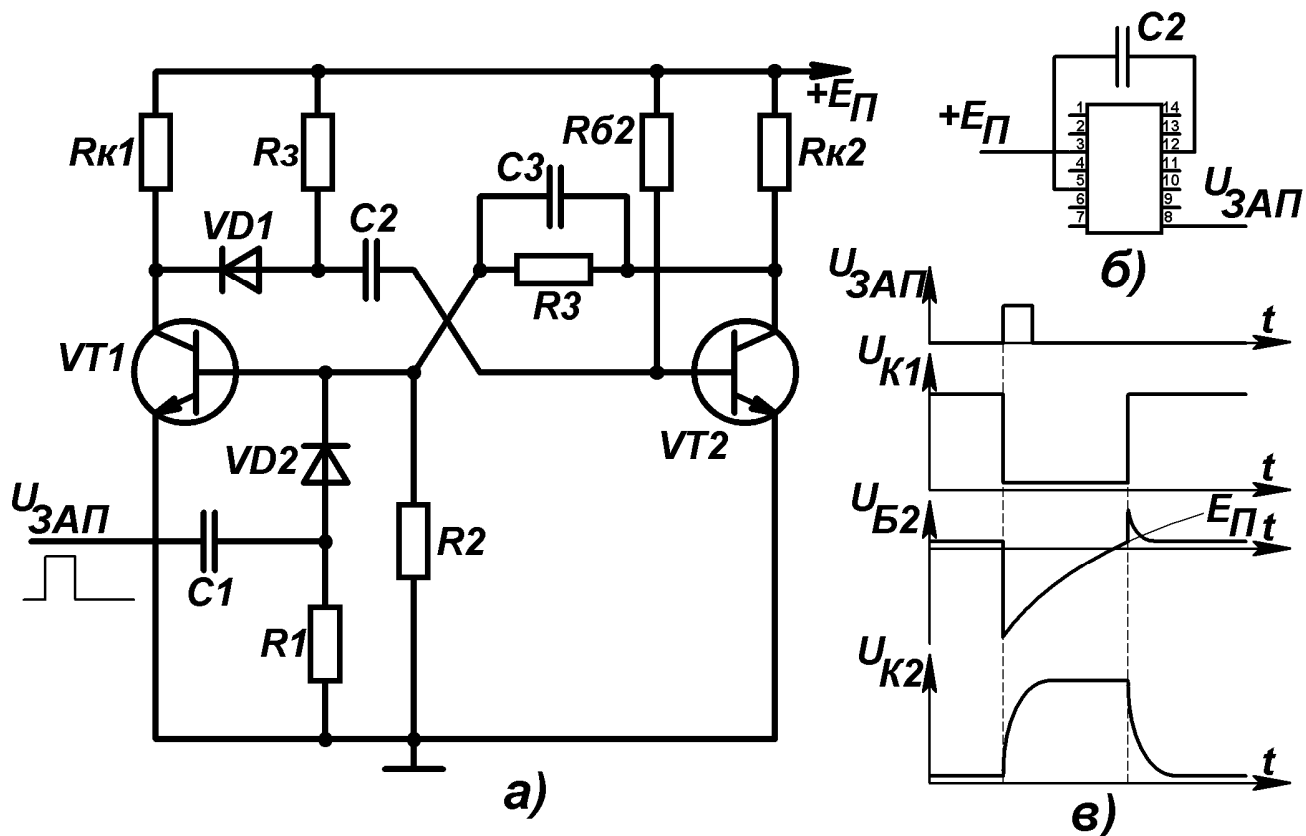 +EП
Rк1
Rз
Rб2
Rк2
C3
VD1
C2
R3
VT1
VT2
VD2
UЗАП
C1
R2
R1
а)
C2
+EП
1
2
3
4
5
6
7
14
13
12
11
10
9
8
UЗАП
б)
UЗАП
t
UК1
t
UБ2
EП
t
UК2
t
в)